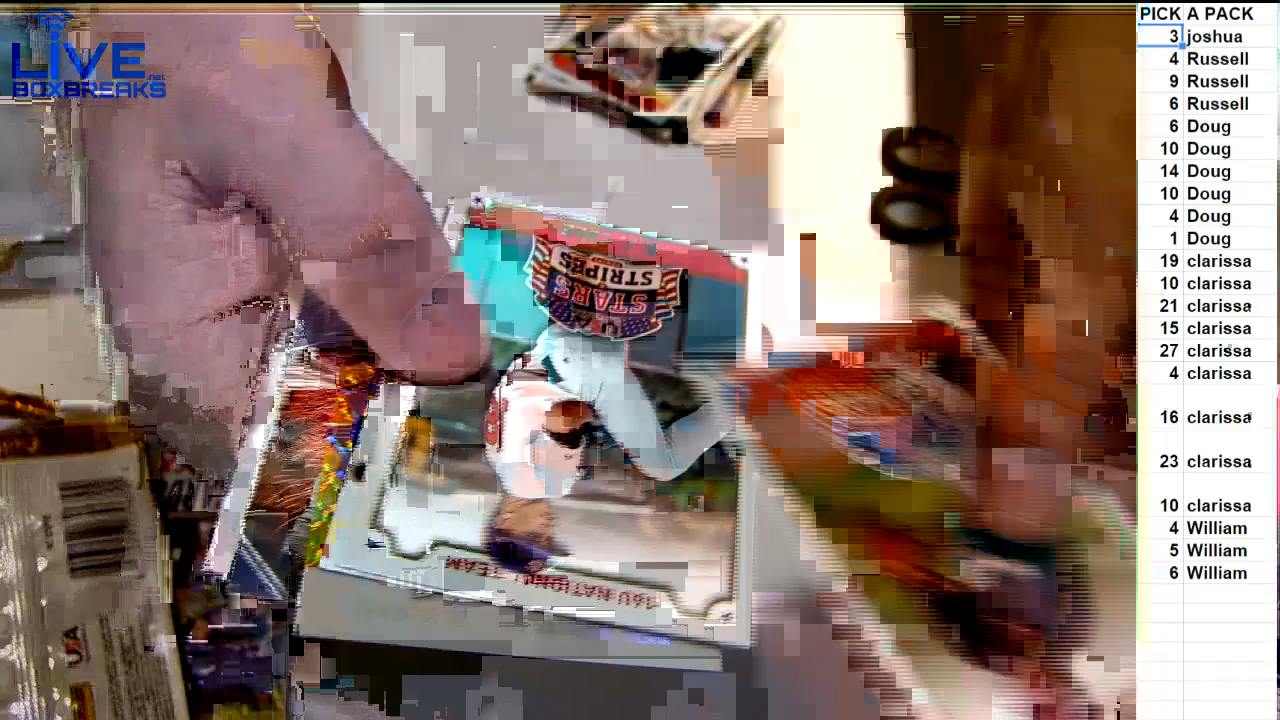 LiVE.net
BOXBREAKS
PICK A PACK
3 joshua
4 Russell
9 Russell
6 Russell
6 Doug
10 Doug
14 Doug
10 Doug
4 Doug
1 Doug
19 clarissa
10 clarissa
21 clarissa
15 clarissa
27 clarissa
4 clarissa
16 clarissa
23 clarissa
10 clarissa
4 William
5 William
6 William
STARS
STRIPES
USA
NATIONAL TEAM